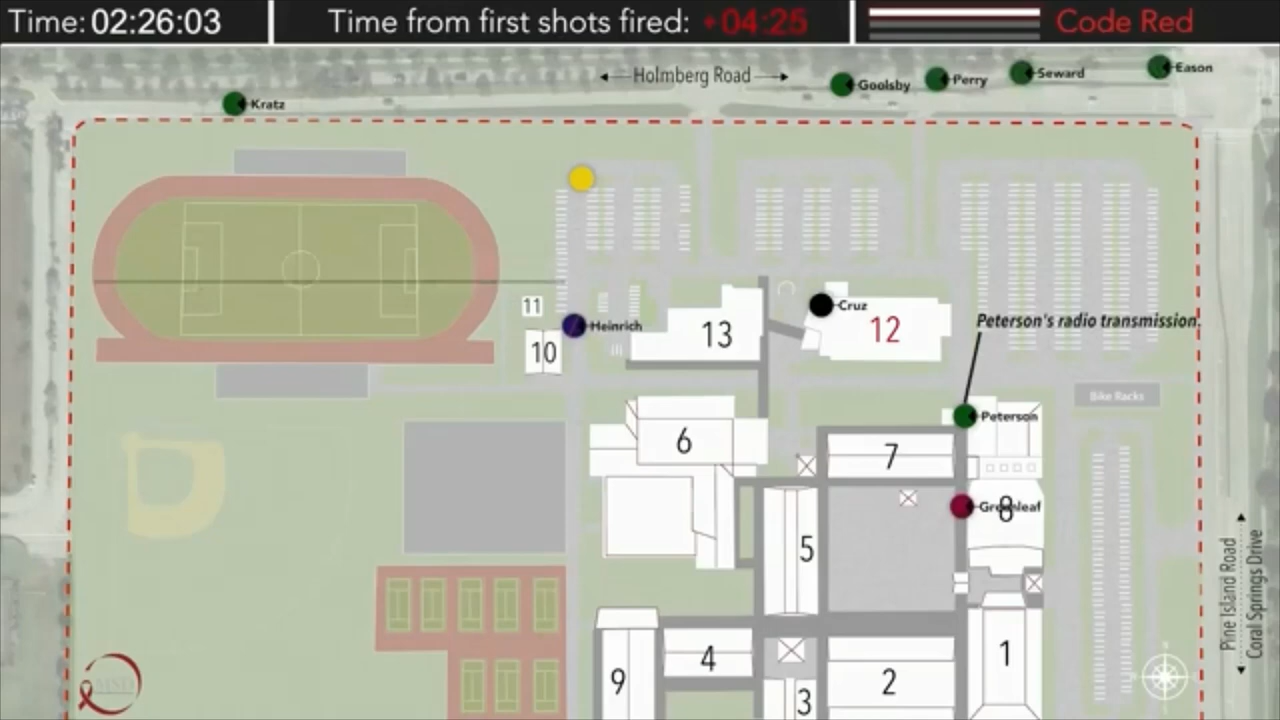 Time: 02:26:03
Time from first shots fired: +04:25
Code Red
Holmberg Road
Eason
Seward
Perry
Goolsby
Kratz
11
Cruz
Heinrich
13
12
Peterson's radio transmission
10
Bike Racks
Peterson
6
7
Greenleaf
8
5
Pine Island Road
Coral Springs Drive
4
1
9
2
3
MSD
N